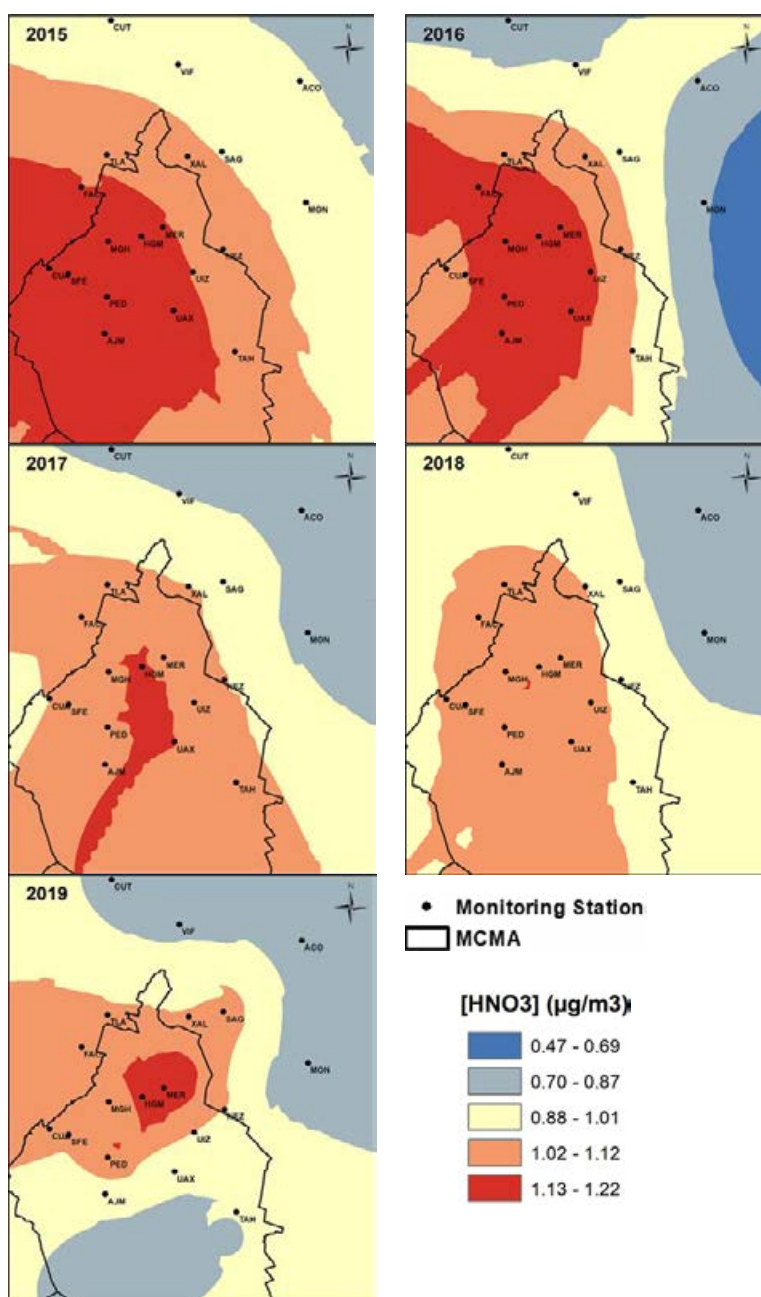 2015
N
CUT
VIF
ACO
TLA
XAL
SAG
FAC
MON
MER
MGH
HGM
NEZ
CUA
SFE
UIZ
PED
UAX
AJM
TAH
2016
N
CUT
VIF
ACO
TLA
XAL
SAG
FAC
MON
MER
MGH
HGM
NEZ
CUA
SFE
UIZ
PED
UAX
AJM
TAH
2017
N
CUT
VIF
ACO
TLA
XAL
SAG
FAC
MON
MER
MGH
HGM
NEZ
CUA
SFE
UIZ
PED
UAX
AJM
TAH
2018
N
CUT
VIF
ACO
TLA
XAL
SAG
FAC
MON
MER
MGH
HGM
NEZ
CUA
SFE
UIZ
PED
UAX
AJM
TAH
2019
N
CUT
VIF
ACO
TLA
XAL
SAG
FAC
MON
MER
MGH
HGM
NEZ
CUA
SFE
UIZ
PED
UAX
AJM
TAH
Monitoring Station
MCMA
[HNO3] (µg/m3)
0.47 - 0.69
0.70 - 0.87
0.88 - 1.01
1.02 - 1.12
1.13 - 1.22